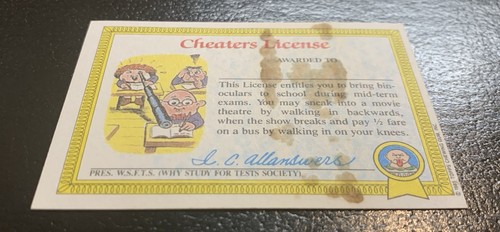 Cheaters License
AWARDED TO
This License entitles you to bring bin-
oculars to school during mid-term
exams. You may sneak into a movie
theatre by walking in backwards,
when the show breaks and pay ½ fare
on a bus by walking in on your knees.
I. C. Allanswers
PRES. W.S.F.T.S. (WHY STUDY FOR TESTS SOCIETY)